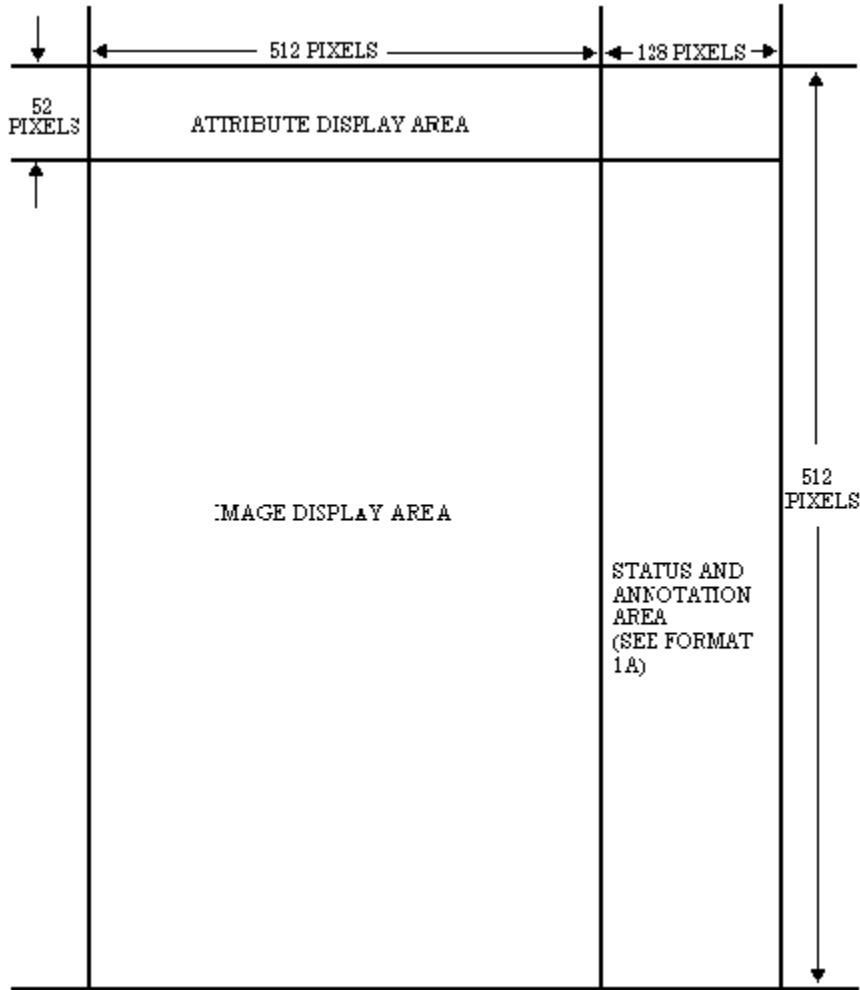 512 PIXELS
128 PIXELS
52
PIXELS
ATTRIBUTE DISPLAY AREA
IMAGE DISPLAY AREA
512
PIXELS
STATUS AND
ANNOTATION
AREA
(SEE FORMAT
1A)